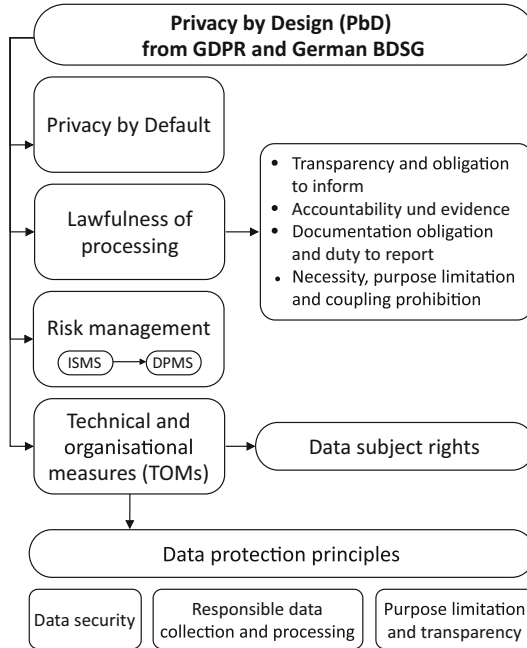 Privacy by Design (PbD)
from GDPR and German BDSG
Privacy by Default
Lawfulness of
processing
• Transparency and obligation
to inform
• Accountability und evidence
• Documentation obligation
and duty to report
• Necessity, purpose limitation
and coupling prohibition
Risk management
ISMS
DPMS
Technical and
organisational
measures (TOMs)
Data subject rights
Data protection principles
Data security
Responsible data
collection and processing
Purpose limitation
and transparency